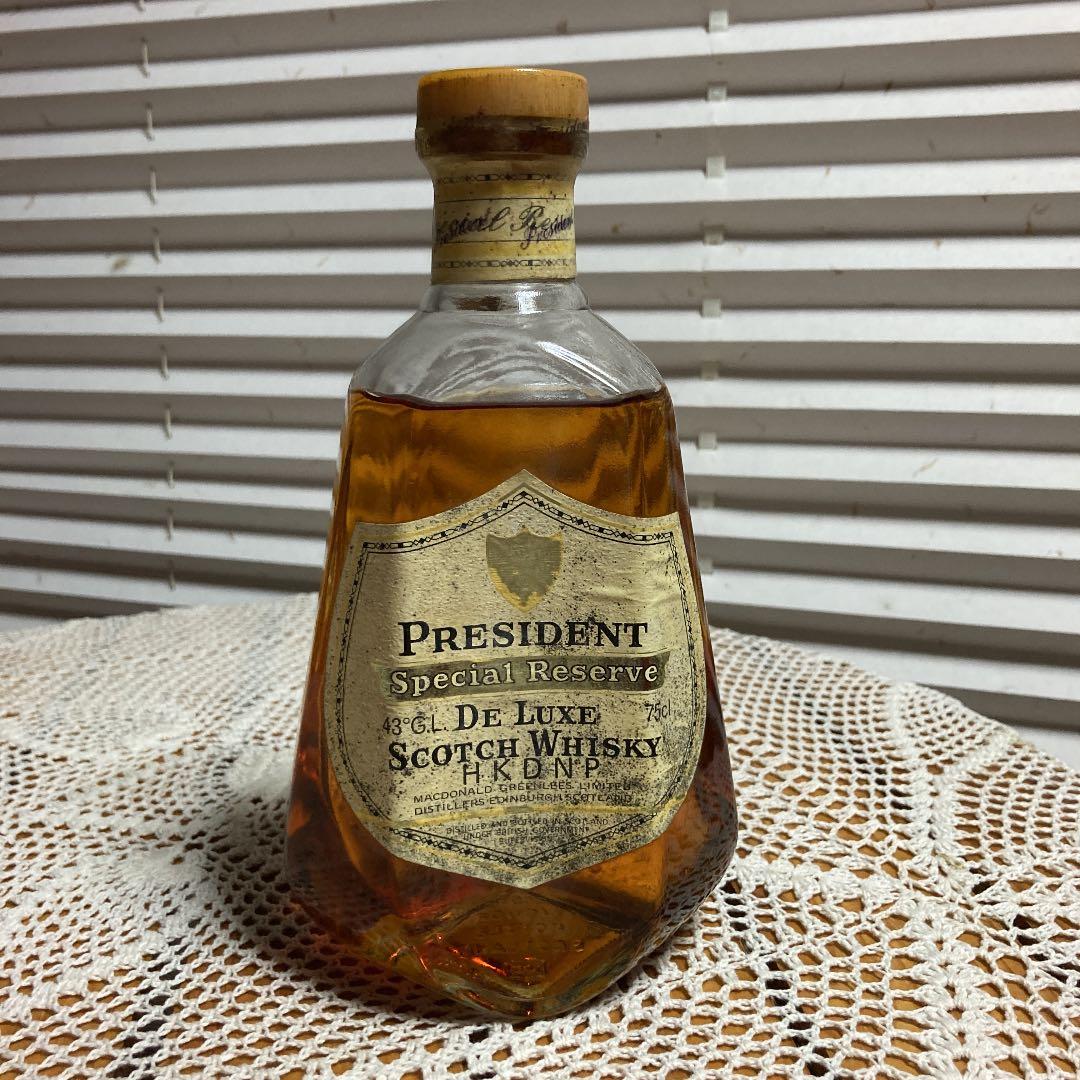 Special Reserve
President
PRESIDENT
Special Reserve
43°G.L. DE LUXE 75cl
SCOTCH WHISKY
HKDNP
MACDONALD GREENLEES LIMITED
DISTILLERS EDINBURGH SCOTLAND
DISTILLED AND BOTTLED IN SCOTLAND
UNDER BRITISH GOVERNMENT